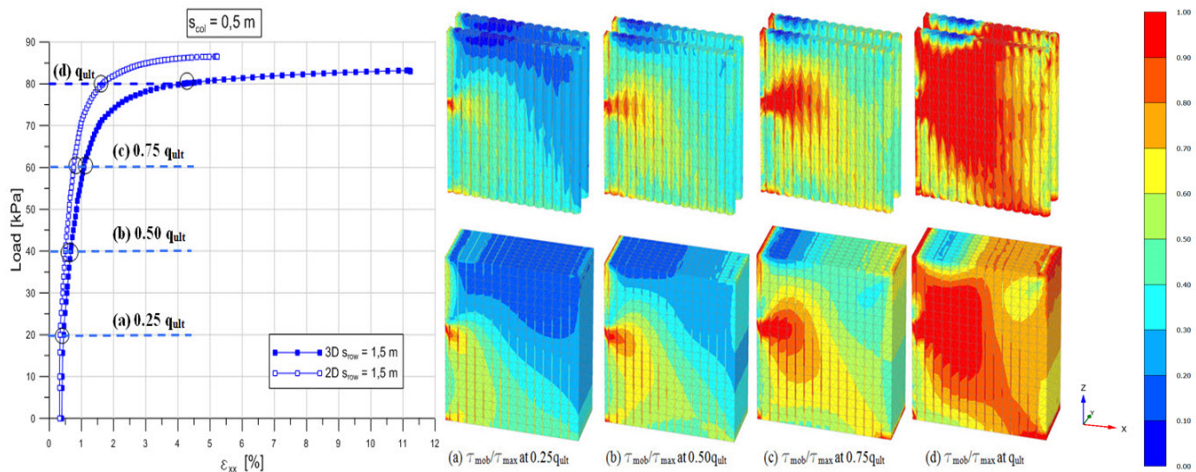 s_col = 0,5 m
90
80
70
60
50
40
30
20
10
0
Load [kPa]
(d) q_ult
(c) 0.75 q_ult
(b) 0.50 q_ult
(a) 0.25 q_ult
3D s_row = 1,5 m
2D s_row = 1,5 m
0 1 2 3 4 5 6 7 8 9 10 11 12
ε_xx [%]
(a) τ_mob/τ_max at 0.25q_ult
(b) τ_mob/τ_max at 0.50q_ult
(c) τ_mob/τ_max at 0.75q_ult
(d) τ_mob/τ_max at q_ult
Z
Y
X
1.00
0.90
0.80
0.70
0.60
0.50
0.40
0.30
0.20
0.10
0.00